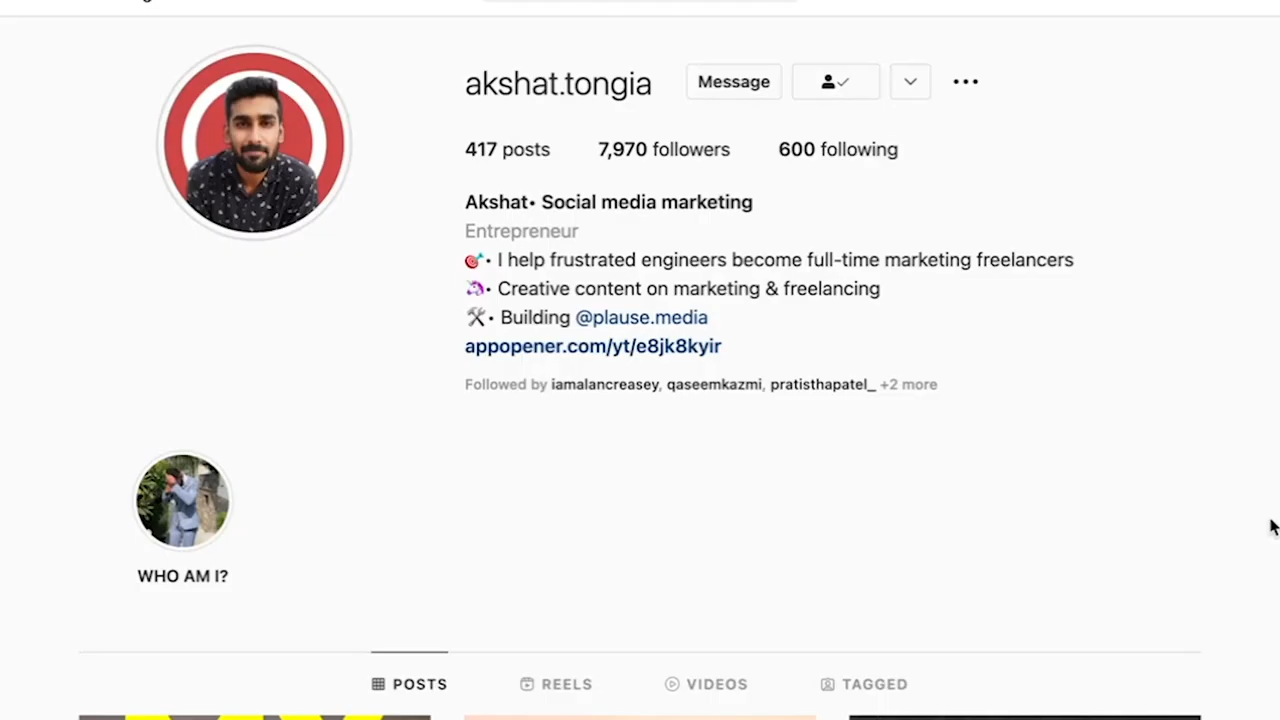 akshat.tongia Message
417 posts 7,970 followers 600 following
Akshat• Social media marketing
Entrepreneur
🎯• I help frustrated engineers become full-time marketing freelancers
🦄• Creative content on marketing & freelancing
🛠• Building @plause.media
appopener.com/yt/e8jk8kyir
Followed by iamalancreasey, qaseemkazmi, pratisthapatel_ +2 more
WHO AM I?
POSTS REELS VIDEOS TAGGED